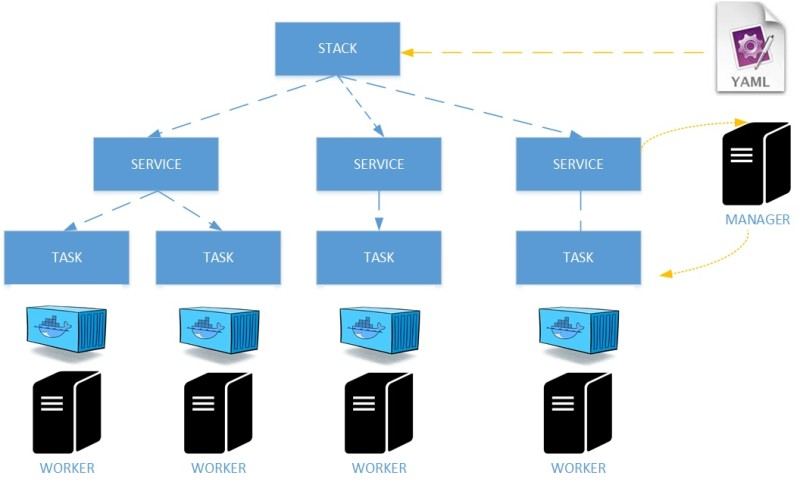 STACK
YAML
SERVICE
SERVICE
SERVICE
MANAGER
TASK
TASK
TASK
TASK
WORKER
WORKER
WORKER
WORKER